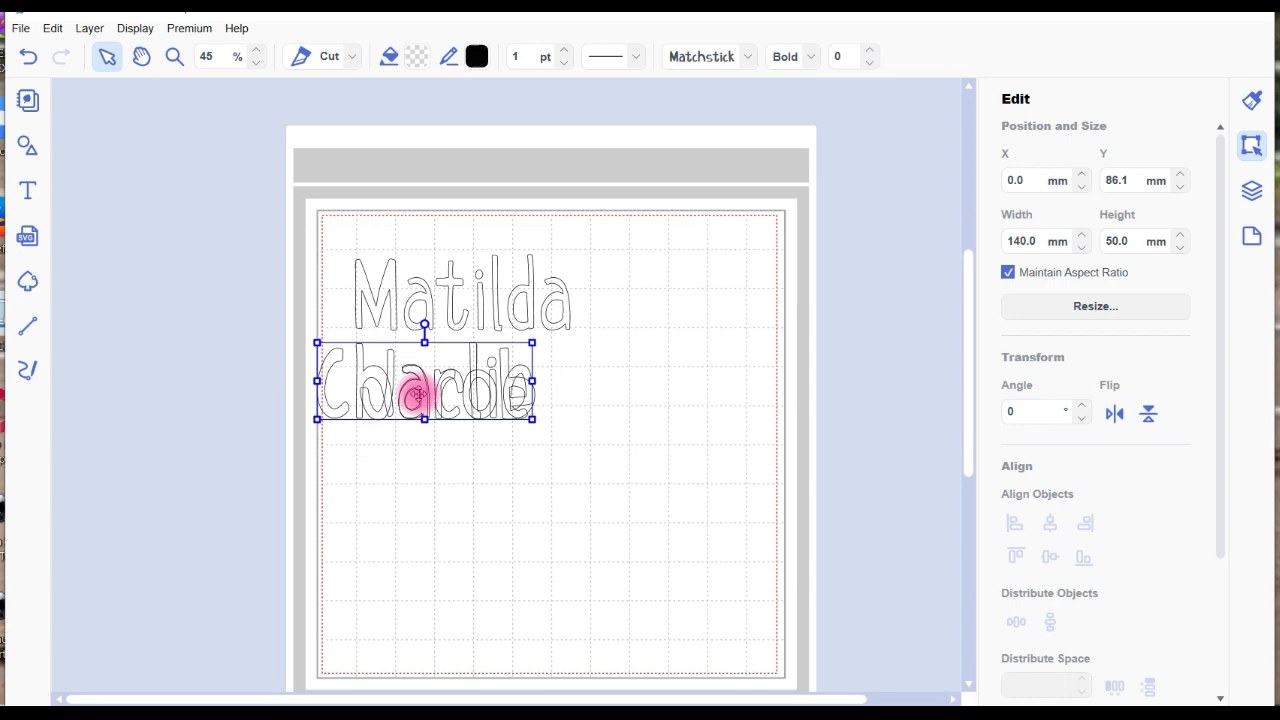 File Edit Layer Display Premium Help
45 % Cut 1 pt Matchstick Bold 0
Edit
Position and Size
X Y
0.0 mm 86.1 mm
Width Height
140.0 mm 50.0 mm
Maintain Aspect Ratio
Resize...
Transform
Angle Flip
0 °
Align
Align Objects
Distribute Objects
Distribute Space
SVG
Matilda